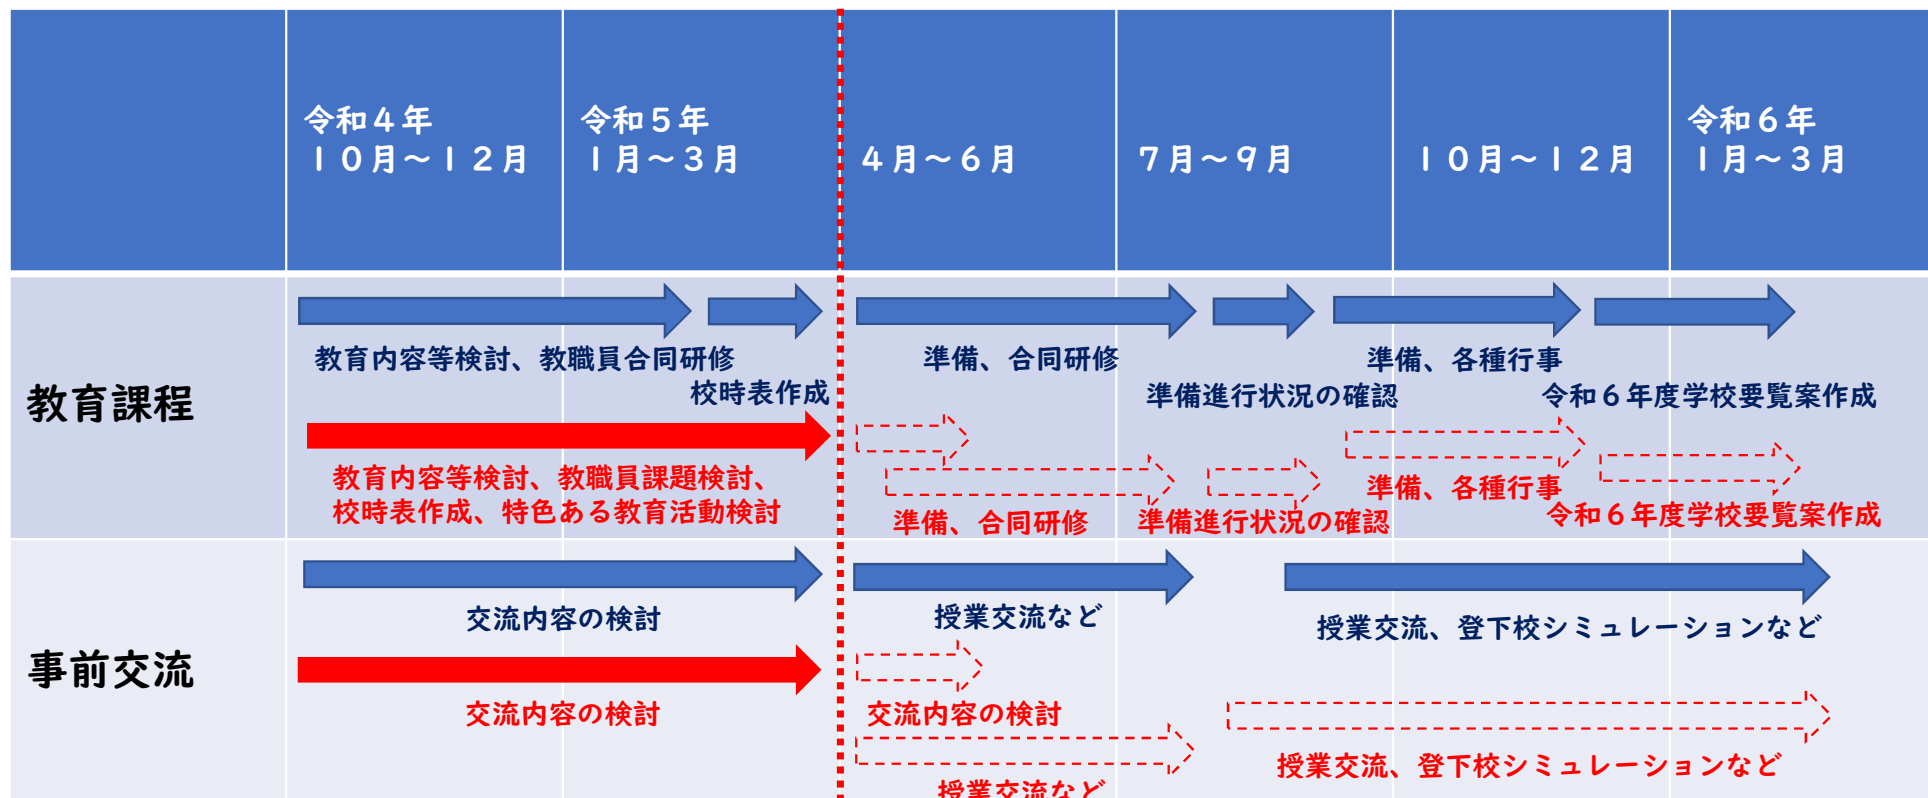 令和４年
１０月～１２月
令和５年
１月～３月
４月～６月
７月～９月
１０月～１２月
令和６年
１月～３月
教育課程
教育内容等検討、教職員合同研修
校時表作成
準備、合同研修
準備進行状況の確認
準備、各種行事
令和６年度学校要覧案作成
教育内容等検討、教職員課題検討、
校時表作成、特色ある教育活動検討
準備、合同研修
準備進行状況の確認
準備、各種行事
令和６年度学校要覧案作成
事前交流
交流内容の検討
授業交流など
授業交流、登下校シミュレーションなど
交流内容の検討
交流内容の検討
授業交流など
授業交流、登下校シミュレーションなど